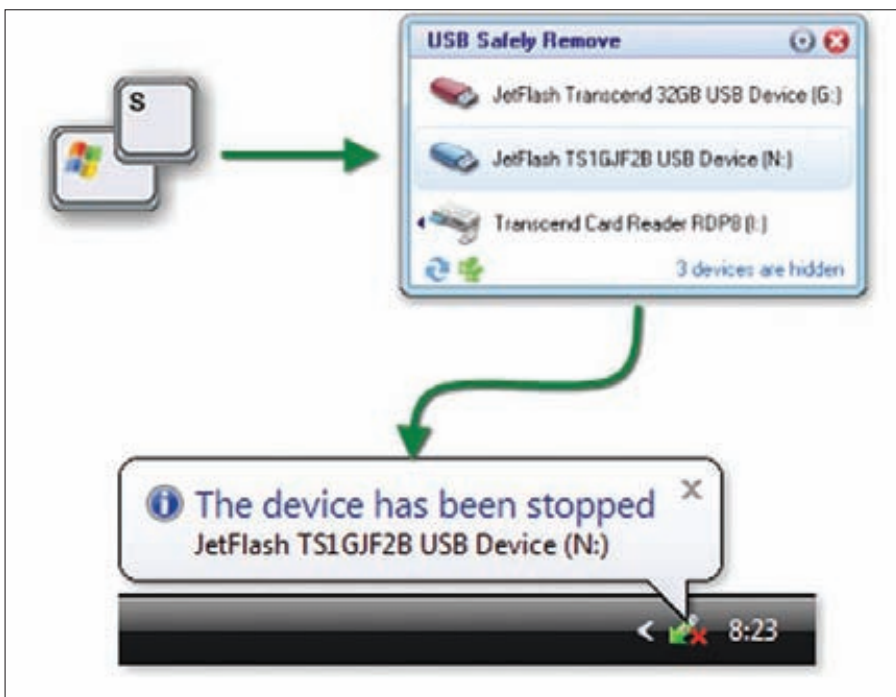 S
USB Safely Remove
JetFlash Transcend 32GB USB Device (G:)
JetFlash TS1GJF2B USB Device (N:)
Transcend Card Reader RDP8 (I:)
3 devices are hidden
The device has been stopped
JetFlash TS1GJF2B USB Device (N:)
8:23